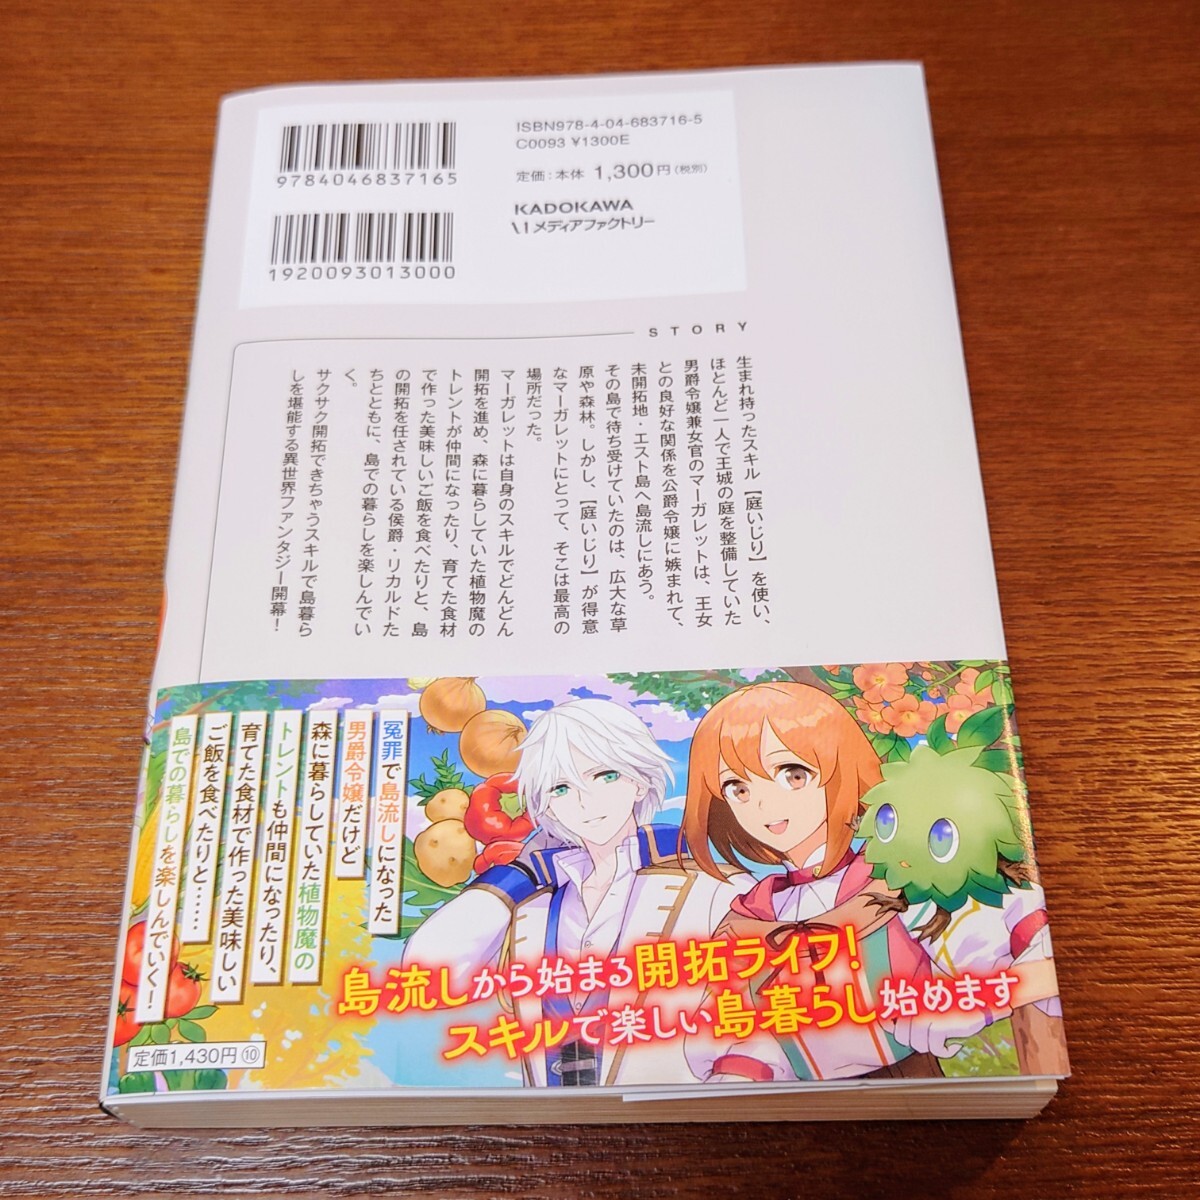 9784046837165
1920093013000
ISBN978-4-04-683716-5
C0093 ¥1300E
定価：本体 1,300円（税別）
KADOKAWA
メディアファクトリー
STORY
生まれ持ったスキル【庭いじり】を使い、
ほとんど一人で王城の庭を整備していた
男爵令嬢兼女官のマーガレットは、王女
との良好な関係を公爵令嬢に嫉まれて、
未開拓地・エスト島へ島流しにあう。
その島で待ち受けていたのは、広大な草
原や森林。しかし、【庭いじり】が得意
なマーガレットにとって、そこは最高の
場所だった。
マーガレットは自身のスキルでどんどん
開拓を進め、森に暮らしていた植物魔の
トレントが仲間になったり、育てた食材
で作った美味しいご飯を食べたりと、島
の開拓を任されている侯爵・リカルドた
ちとともに、島での暮らしを楽しんでい
く。
サクサク開拓できちゃうスキルで島暮ら
しを堪能する異世界ファンタジー開幕！
冤罪で島流しになった
男爵令嬢だけど
森に暮らしていた植物魔の
トレントも仲間になったり、
育てた食材で作った美味しい
ご飯を食べたりと……
島での暮らしを楽しんでいく！
島流しから始まる開拓ライフ！
スキルで楽しい島暮らし始めます
定価1,430円⑩